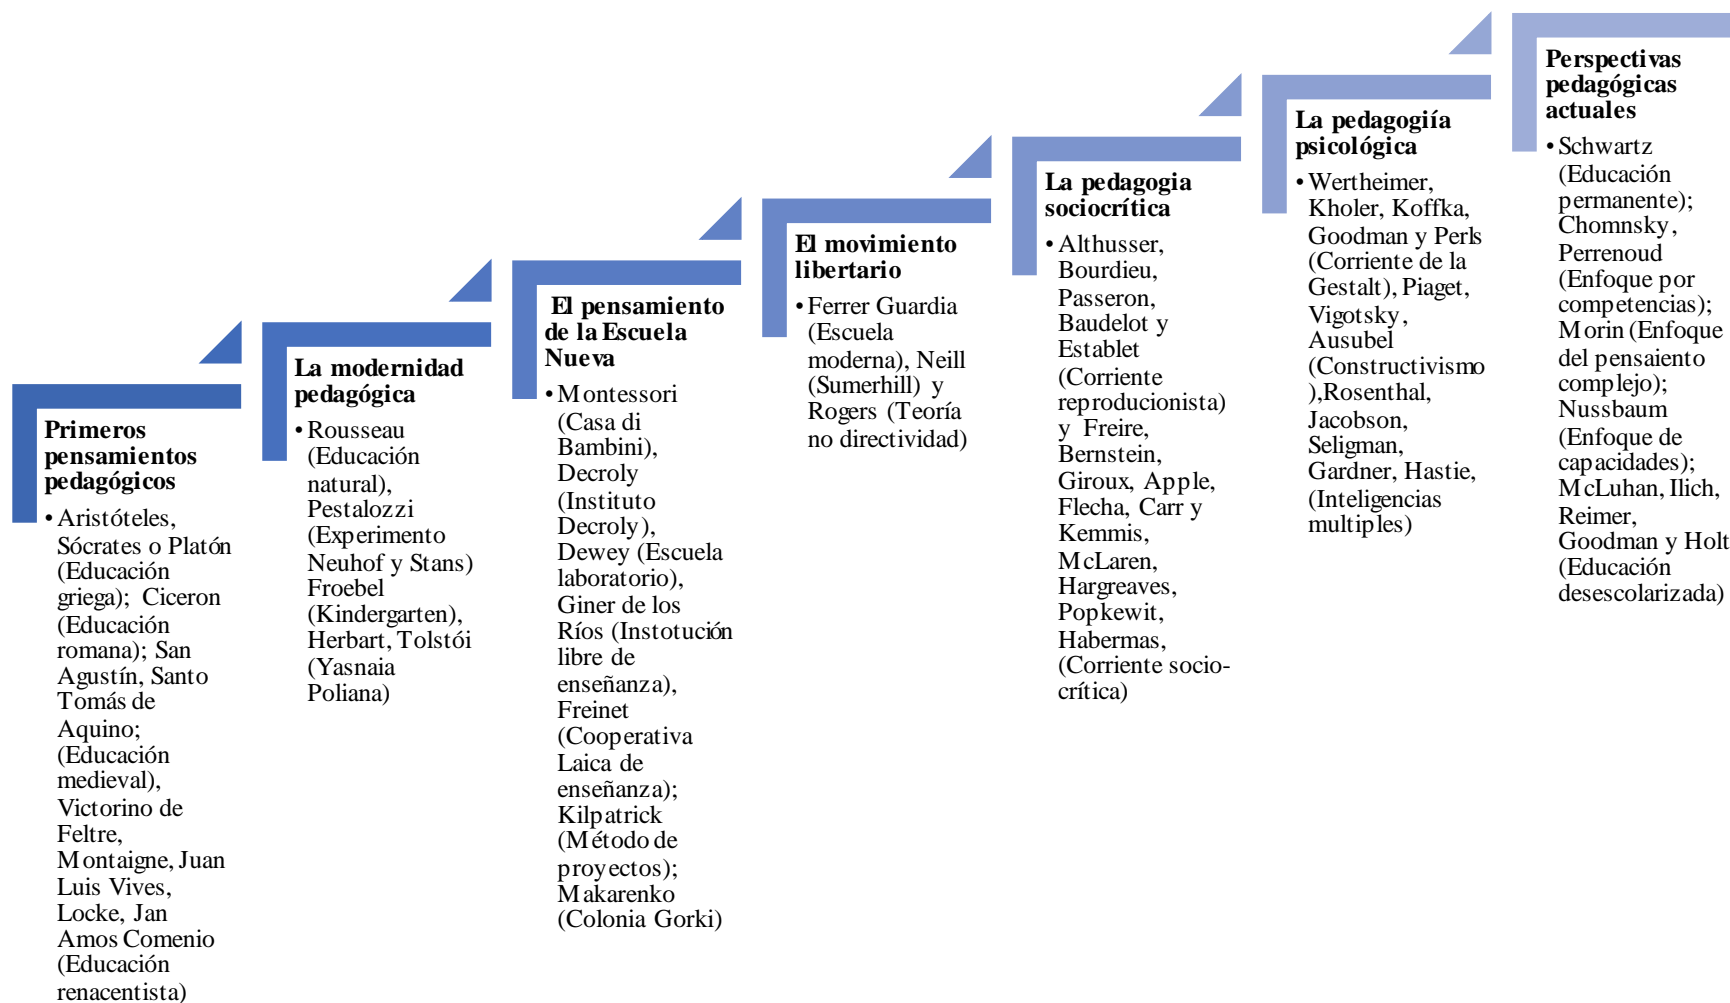 Primeros
pensamientos
pedagógicos
• Aristóteles,
Sócrates o Platón
(Educación
griega); Ciceron
(Educación
romana); San
Agustín, Santo
Tomás de
Aquino;
(Educación
medieval),
Victorino de
Feltre,
Montaigne, Juan
Luis Vives,
Locke, Jan
Amos Comenio
(Educación
renacentista)
La modernidad
pedagógica
• Rousseau
(Educación
natural),
Pestalozzi
(Experimento
Neuhof y Stans)
Froebel
(Kindergarten),
Herbart, Tolstói
(Yasnaia
Poliana)
El pensamiento
de la Escuela
Nueva
• Montessori
(Casa di
Bambini),
Decroly
(Instituto
Decroly),
Dewey (Escuela
laboratorio),
Giner de los
Ríos (Instotución
libre de
enseñanza),
Freinet
(Cooperativa
Laica de
enseñanza);
Kilpatrick
(Método de
proyectos);
Makarenko
(Colonia Gorki)
El movimiento
libertario
• Ferrer Guardia
(Escuela
moderna), Neill
(Sumerhill) y
Rogers (Teoría
no directividad)
La pedagogia
sociocrítica
• Althusser,
Bourdieu,
Passeron,
Baudelot y
Establet
(Corriente
reproducionista)
y Freire,
Bernstein,
Giroux, Apple,
Flecha, Carr y
Kemmis,
McLaren,
Hargreaves,
Popkewit,
Habermas,
(Corriente socio-
crítica)
La pedagogiía
psicológica
• Wertheimer,
Kholer, Koffka,
Goodman y Perls
(Corriente de la
Gestalt), Piaget,
Vigotsky,
Ausubel
(Constructivismo
),Rosenthal,
Jacobson,
Seligman,
Gardner, Hastie,
(Inteligencias
multiples)
Perspectivas
pedagógicas
actuales
• Schwartz
(Educación
permanente);
Chomnsky,
Perrenoud
(Enfoque por
competencias);
Morin (Enfoque
del pensaiento
complejo);
Nussbaum
(Enfoque de
capacidades);
McLuhan, Ilich,
Reimer,
Goodman y Holt
(Educación
desescolarizada)